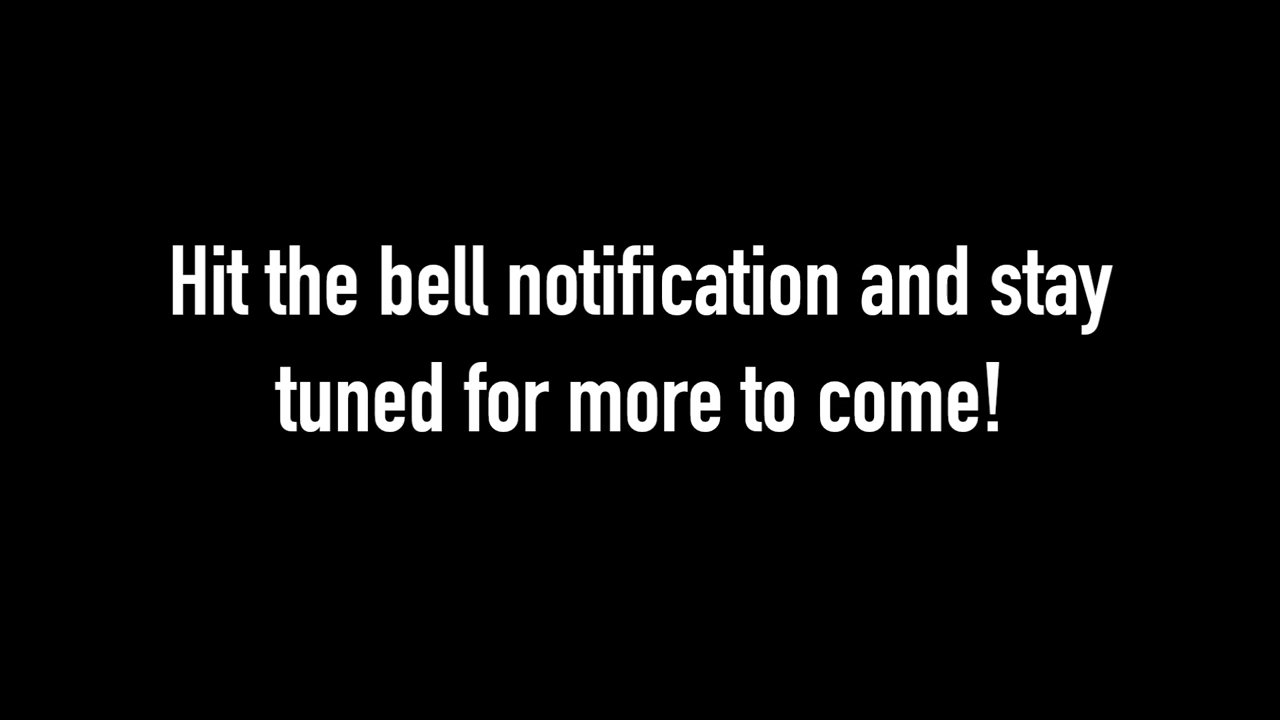 Hit the bell notification and stay
tuned for more to come!